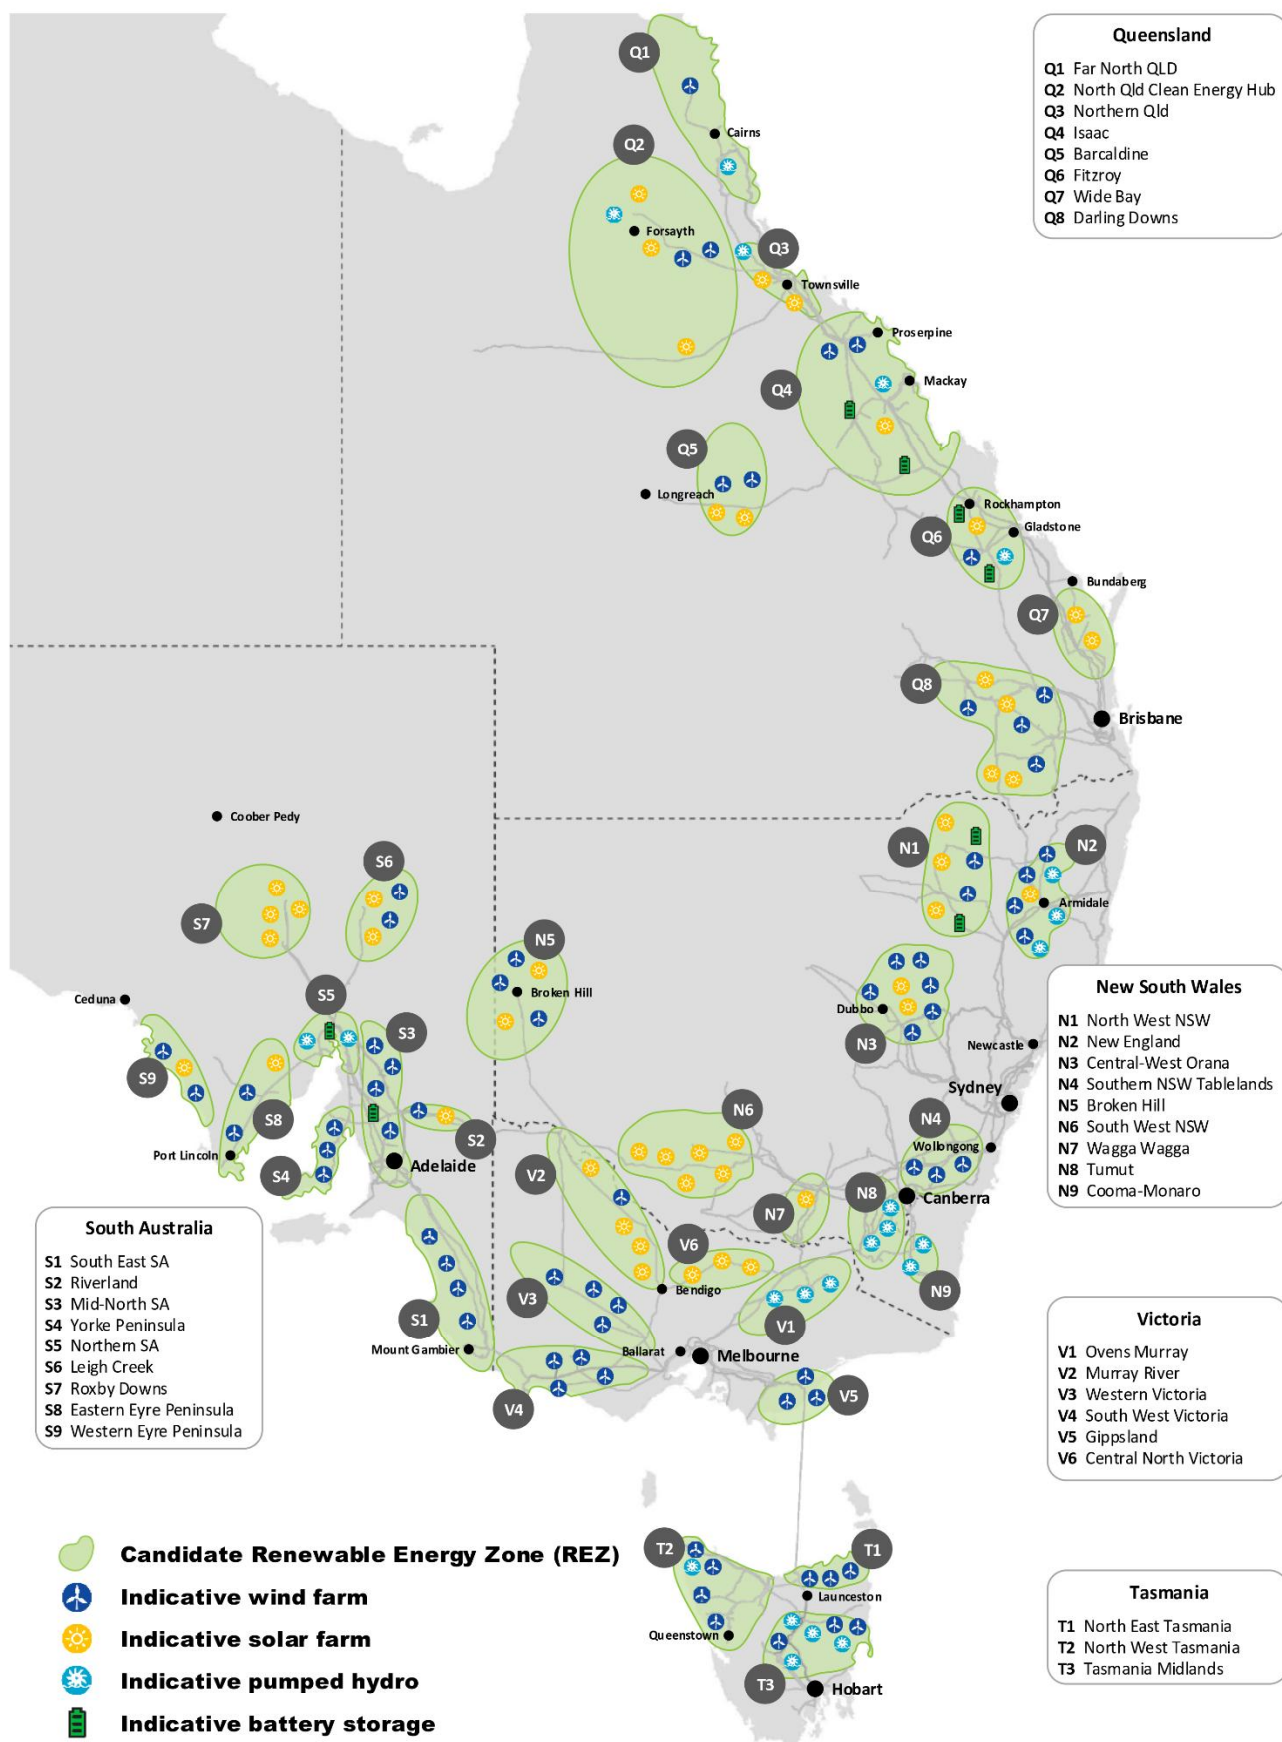 Queensland
Q1 Far North QLD
Q2 North Qld Clean Energy Hub
Q3 Northern Qld
Q4 Isaac
Q5 Barcaldine
Q6 Fitzroy
Q7 Wide Bay
Q8 Darling Downs
Q1
Cairns
Q2
Forsayth
Q3
Townsville
Proserpine
Q4
Mackay
Q5
Longreach
Rockhampton
Gladstone
Q6
Bundaberg
Q7
Q8
Brisbane
Coober Pedy
S6
N1
N2
Armidale
S7
N5
Broken Hill
Ceduna
S5
S3
Dubbo
N3
Newcastle
S9
Sydney
S8
S2
N6
N4
Wollongong
Port Lincoln
S4
Adelaide
V2
N8
Canberra
N7
V6
Bendigo
N9
V3
S1
V1
Mount Gambier
Ballarat
Melbourne
V4
V5
New South Wales
N1 North West NSW
N2 New England
N3 Central-West Orana
N4 Southern NSW Tablelands
N5 Broken Hill
N6 South West NSW
N7 Wagga Wagga
N8 Tumut
N9 Cooma-Monaro
South Australia
S1 South East SA
S2 Riverland
S3 Mid-North SA
S4 Yorke Peninsula
S5 Northern SA
S6 Leigh Creek
S7 Roxby Downs
S8 Eastern Eyre Peninsula
S9 Western Eyre Peninsula
Victoria
V1 Ovens Murray
V2 Murray River
V3 Western Victoria
V4 South West Victoria
V5 Gippsland
V6 Central North Victoria
T2
T1
Launceston
Queenstown
T3
Hobart
Candidate Renewable Energy Zone (REZ)
Indicative wind farm
Indicative solar farm
Indicative pumped hydro
Indicative battery storage
Tasmania
T1 North East Tasmania
T2 North West Tasmania
T3 Tasmania Midlands